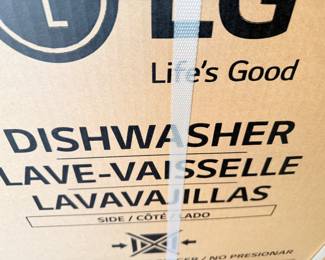 LG
Life's Good
DISHWASHER
LAVE-VAISSELLE
LAVAVAJILLAS
SIDE / CÔTÉ / LADO
/ NO PRESIONAR